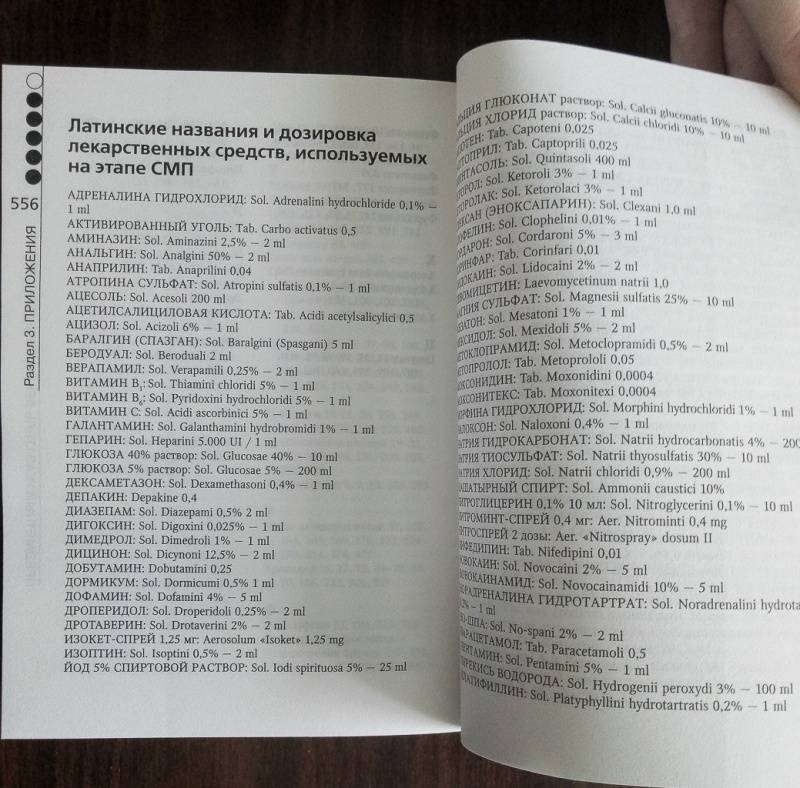 556
Раздел 3. ПРИЛОЖЕНИЯ
Латинские названия и дозировка
лекарственных средств, используемых
на этапе СМП
АДРЕНАЛИНА ГИДРОХЛОРИД: Sol. Adrenalini hydrochloride 0,1% —
1 ml
АКТИВИРОВАННЫЙ УГОЛЬ: Tab. Carbo activatus 0,5
АМИНАЗИН: Sol. Aminazini 2,5% — 2 ml
АНАЛЬГИН: Sol. Analgini 50% — 2 ml
АНАПРИЛИН: Tab. Anaprilini 0,04
АТРОПИНА СУЛЬФАТ: Sol. Atropini sulfatis 0,1% — 1 ml
АЦЕСОЛЬ: Sol. Acesoli 200 ml
АЦЕТИЛСАЛИЦИЛОВАЯ КИСЛОТА: Tab. Acidi acetylsalicylici 0,5
АЦИЗОЛ: Sol. Acizoli 6% — 1 ml
БАРАЛГИН (СПАЗГАН): Sol. Baralgini (Spasgani) 5 ml
БЕРОДУАЛ: Sol. Beroduali 2 ml
ВЕРАПАМИЛ: Sol. Verapamili 0,25% — 2 ml
ВИТАМИН В1: Sol. Thiamini chloridi 5% — 1 ml
ВИТАМИН В6: Sol. Pyridoxini hydrochloridi 5% — 1 ml
ВИТАМИН С: Sol. Acidi ascorbinici 5% — 1 ml
ГАЛАНТАМИН: Sol. Galanthamini hydrobromidi 1% — 1 ml
ГЕПАРИН: Sol. Heparini 5.000 UI / 1 ml
ГЛЮКОЗА 40% раствор: Sol. Glucosae 40% — 10 ml
ГЛЮКОЗА 5% раствор: Sol. Glucosae 5% — 200 ml
ДЕКСАМЕТАЗОН: Sol. Dexamethasoni 0,4% — 1 ml
ДЕПАКИН: Depakine 0,4
ДИАЗЕПАМ: Sol. Diazepami 0,5% 2 ml
ДИГОКСИН: Sol. Digoxini 0,025% — 1 ml
ДИМЕДРОЛ: Sol. Dimedroli 1% — 1 ml
ДИЦИНОН: Sol. Dicynoni 12,5% — 2 ml
ДОБУТАМИН: Dobutamini 0,25
ДОРМИКУМ: Sol. Dormicumi 0,5% 1 ml
ДОФАМИН: Sol. Dofamini 4% — 5 ml
ДРОПЕРИДОЛ: Sol. Droperidoli 0,25% — 2 ml
ДРОТАВЕРИН: Sol. Drotaverini 2% — 2 ml
ИЗОКЕТ-СПРЕЙ 1,25 мг: Aerosolum «Isoket» 1,25 mg
ИЗОПТИН: Sol. Isoptini 0,5% — 2 ml
ЙОД 5% СПИРТОВОЙ РАСТВОР: Sol. Iodi spirituosa 5% — 25 ml
ГЛЮКОНАТ раствор: Sol. Calcii gluconatis 10% — 10 ml
ХЛОРИД раствор: Sol. Calcii chloridi 10% — 10 ml
Tab. Capoteni 0,025
Tab. Captoprili 0,025
Sol. Quintasoli 400 ml
Sol. Ketoroli 3% — 1 ml
Sol. Ketorolaci 3% — 1 ml
(ЭНОКСАПАРИН): Sol. Clexani 1,0 ml
Sol. Clophelini 0,01% — 1 ml
Sol. Cordaroni 5% — 3 ml
Tab. Corinfari 0,01
Sol. Lidocaini 2% — 2 ml
Laevomycetinum natrii 1,0
СУЛЬФАТ: Sol. Magnesii sulfatis 25% — 10 ml
Sol. Mesatoni 1% — 1 ml
Sol. Mexidoli 5% — 2 ml
Sol. Metoclopramidi 0,5% — 2 ml
Tab. Metoprololi 0,05
Tab. Moxonidini 0,0004
Tab. Moxonitexi 0,0004
ГИДРОХЛОРИД: Sol. Morphini hydrochloridi 1% — 1 ml
Sol. Naloxoni 0,4% — 1 ml
ГИДРОКАРБОНАТ: Sol. Natrii hydrocarbonatis 4% — 200
ТИОСУЛЬФАТ: Sol. Natrii thyosulfatis 30% — 10 ml
ХЛОРИД: Sol. Natrii chloridi 0,9% — 200 ml
СПИРТ: Sol. Ammonii caustici 10%
0,1% 10 мл: Sol. Nitroglycerini 0,1% — 10 ml
0,4 мг: Aer. Nitrominti 0,4 mg
2 дозы: Aer. «Nitrospray» dosum II
Tab. Nifedipini 0,01
Sol. Novocaini 2% — 5 ml
Sol. Novocainamidi 10% — 5 ml
ГИДРОТАРТРАТ: Sol. Noradrenalini hydrota
— 1 ml
Sol. No-spani 2% — 2 ml
Tab. Paracetamoli 0,5
Sol. Pentamini 5% — 1 ml
ВОДОРОДА: Sol. Hydrogenii peroxydi 3% — 100 ml
Sol. Platyphyllini hydrotartratis 0,2% — 1 ml